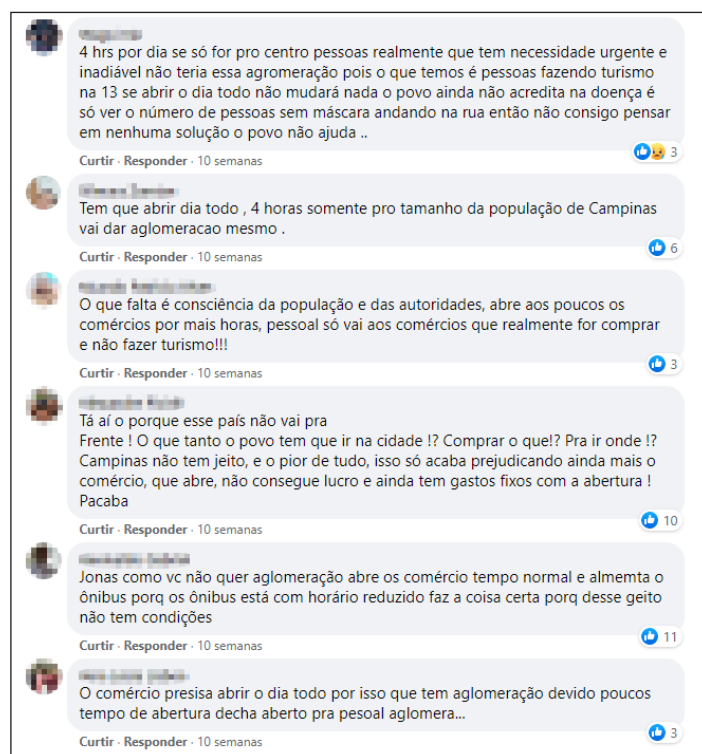 4 hrs por dia se só for pro centro pessoas realmente que tem necessidade urgente e
inadiável não teria essa agromeração pois o que temos é pessoas fazendo turismo
na 13 se abrir o dia todo não mudará nada o povo ainda não acredita na doença é
só ver o número de pessoas sem máscara andando na rua então não consigo pensar
em nenhuma solução o povo não ajuda ..
3
Curtir · Responder · 10 semanas
Tem que abrir dia todo , 4 horas somente pro tamanho da população de Campinas
vai dar aglomeracao mesmo .
6
Curtir · Responder · 10 semanas
O que falta é consciência da população e das autoridades, abre aos poucos os
comércios por mais horas, pessoal só vai aos comércios que realmente for comprar
e não fazer turismo!!!
3
Curtir · Responder · 10 semanas
Tá aí o porque esse país não vai pra
Frente ! O que tanto o povo tem que ir na cidade !? Comprar o que!? Pra ir onde !?
Campinas não tem jeito, e o pior de tudo, isso só acaba prejudicando ainda mais o
comércio, que abre, não consegue lucro e ainda tem gastos fixos com a abertura !
Pacaba
10
Curtir · Responder · 10 semanas
Jonas como vc não quer aglomeração abre os comércio tempo normal e almemta o
ônibus porq os ônibus está com horário reduzido faz a coisa certa porq desse geito
não tem condições
11
Curtir · Responder · 10 semanas
O comércio presisa abrir o dia todo por isso que tem aglomeração devido poucos
tempo de abertura decha aberto pra pesoal aglomera...
3
Curtir · Responder · 10 semanas